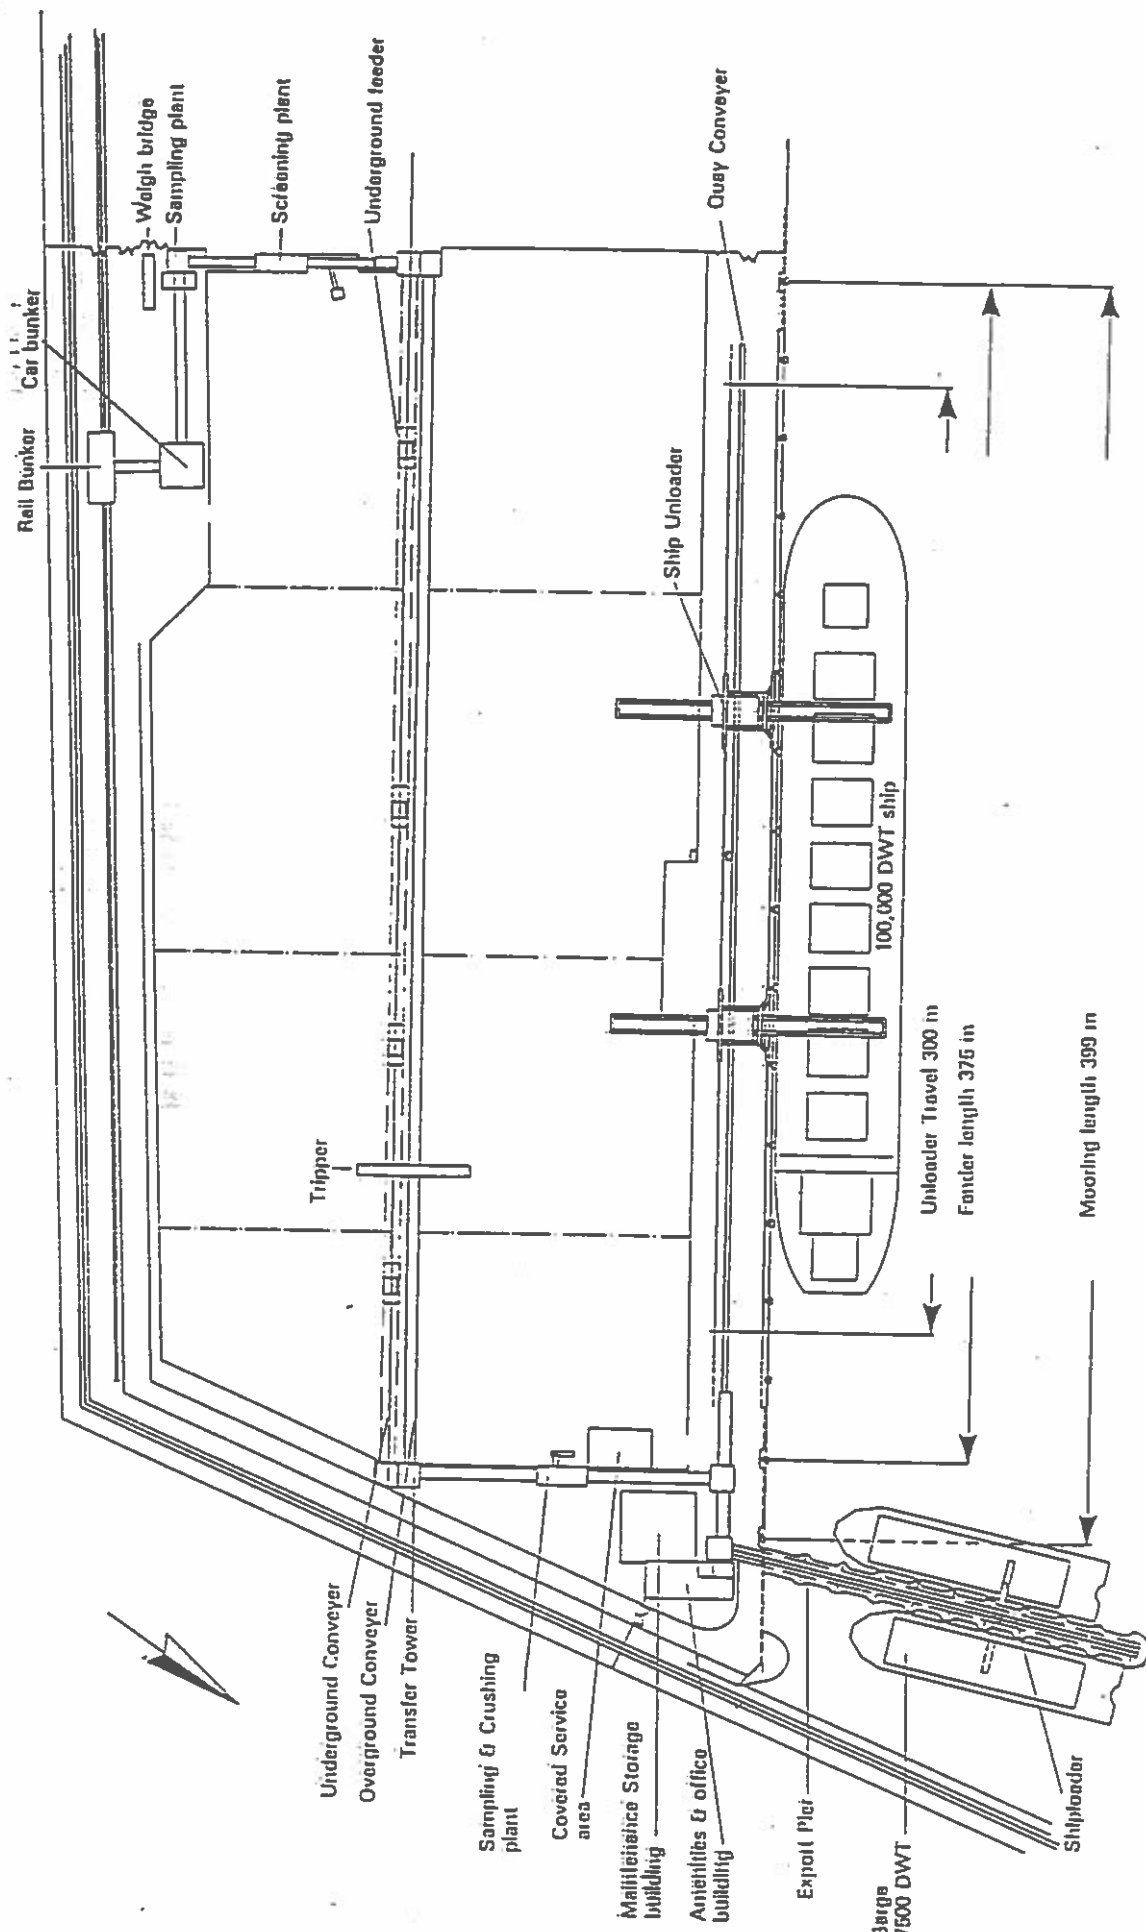 Rail Bunker
Car bunker
Weigh bridge
Sampling plant
Screening plant
Underground feeder
Quay Conveyer
Ship Unloader
Tripper
100,000 DWT ship
Unloader Travel 300 m
Fender length 375 m
Mooring length 399 m
Underground Conveyer
Overground Conveyer
Transfer Tower
Sampling & Crushing
plant
Covered Service
area
Maintenance Storage
building
Amenities & office
building
Export Pier
Barge
7500 DWT
Shiploader